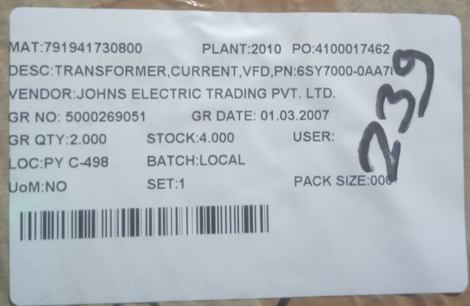 MAT:791941730800 PLANT:2010 PO:4100017462
DESC:TRANSFORMER,CURRENT,VFD,PN:6SY7000-0AA7
VENDOR:JOHNS ELECTRIC TRADING PVT. LTD.
GR NO: 5000269051 GR DATE: 01.03.2007
GR QTY:2.000 STOCK:4.000 USER:
LOC:PY C-498 BATCH:LOCAL
UoM:NO SET:1 PACK SIZE:000
239